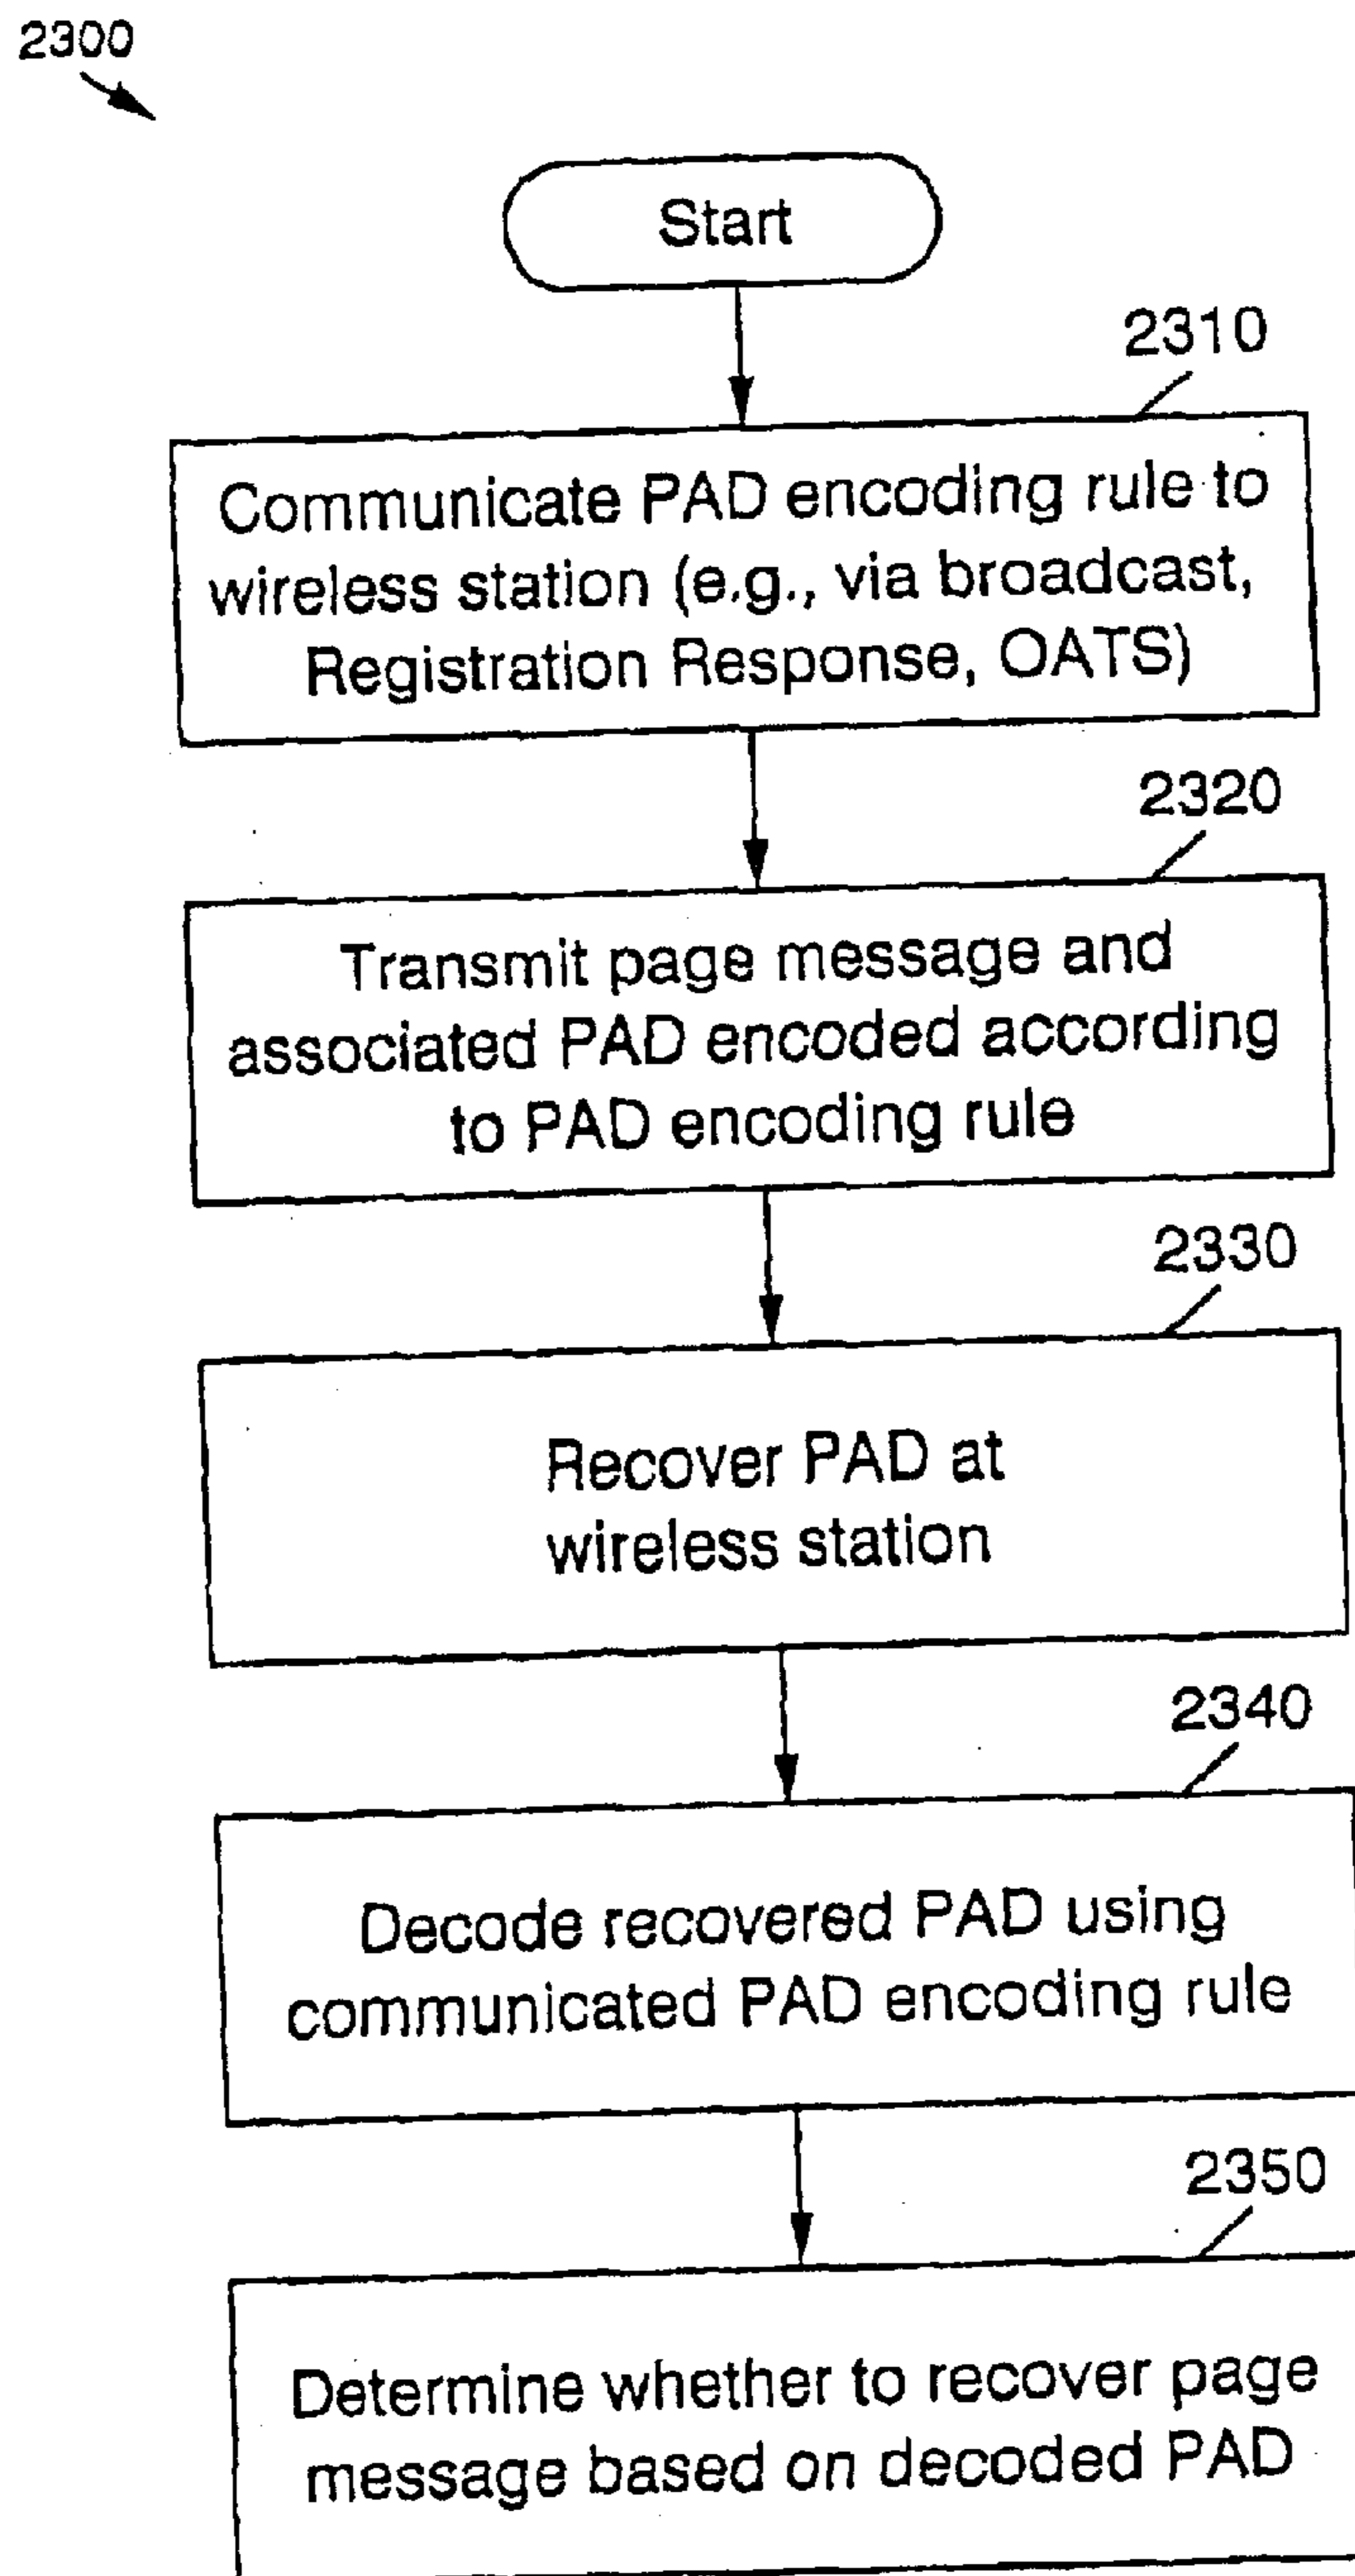 2300
Start
2310
Communicate PAD encoding rule to
wireless station (e.g., via broadcast,
Registration Response, OATS)
2320
Transmit page message and
associated PAD encoded according
to PAD encoding rule
2330
Recover PAD at
wireless station
2340
Decode recovered PAD using
communicated PAD encoding rule
2350
Determine whether to recover page
message based on decoded PAD